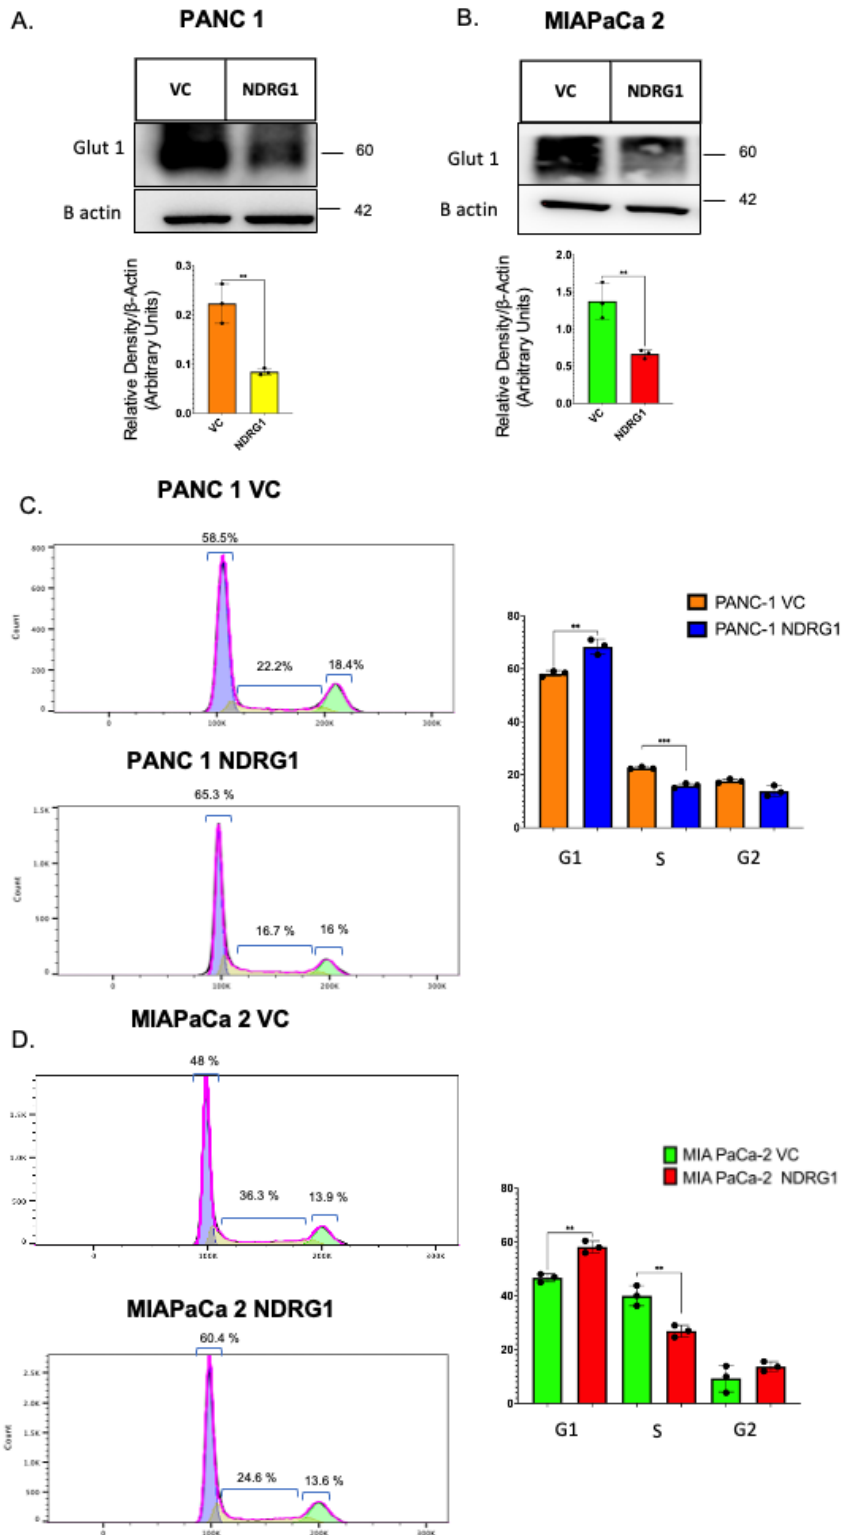 A.
PANC 1
VC
NDRG1
Glut 1
60
B actin
42
Relative Density/β-Actin
(Arbitrary Units)
0.3
0.2
0.1
0.0
**
VC
NDRG1
B.
MIAPaCa 2
VC
NDRG1
Glut 1
60
B actin
42
Relative Density/β-Actin
(Arbitrary Units)
2.0
1.5
1.0
0.5
0.0
**
VC
NDRG1
C.
PANC 1 VC
58.5%
22.2%
18.4%
Count
800
600
400
200
0
0
100K
200K
300K
PANC 1 NDRG1
65.3 %
16.7 %
16 %
Count
1.5K
1.0K
500
0
0
100K
200K
300K
PANC-1 VC
PANC-1 NDRG1
80
60
40
20
0
**
***
G1
S
G2
D.
MIAPaCa 2 VC
48 %
36.3 %
13.9 %
1.5K
1.0K
500
0
0
100K
200K
300K
MIAPaCa 2 NDRG1
60.4 %
24.6 %
13.6 %
Count
2.5K
2.0K
1.5K
1.0K
500
0
0
100K
200K
300K
MIA PaCa-2 VC
MIA PaCa-2 NDRG1
80
60
40
20
0
**
**
G1
S
G2